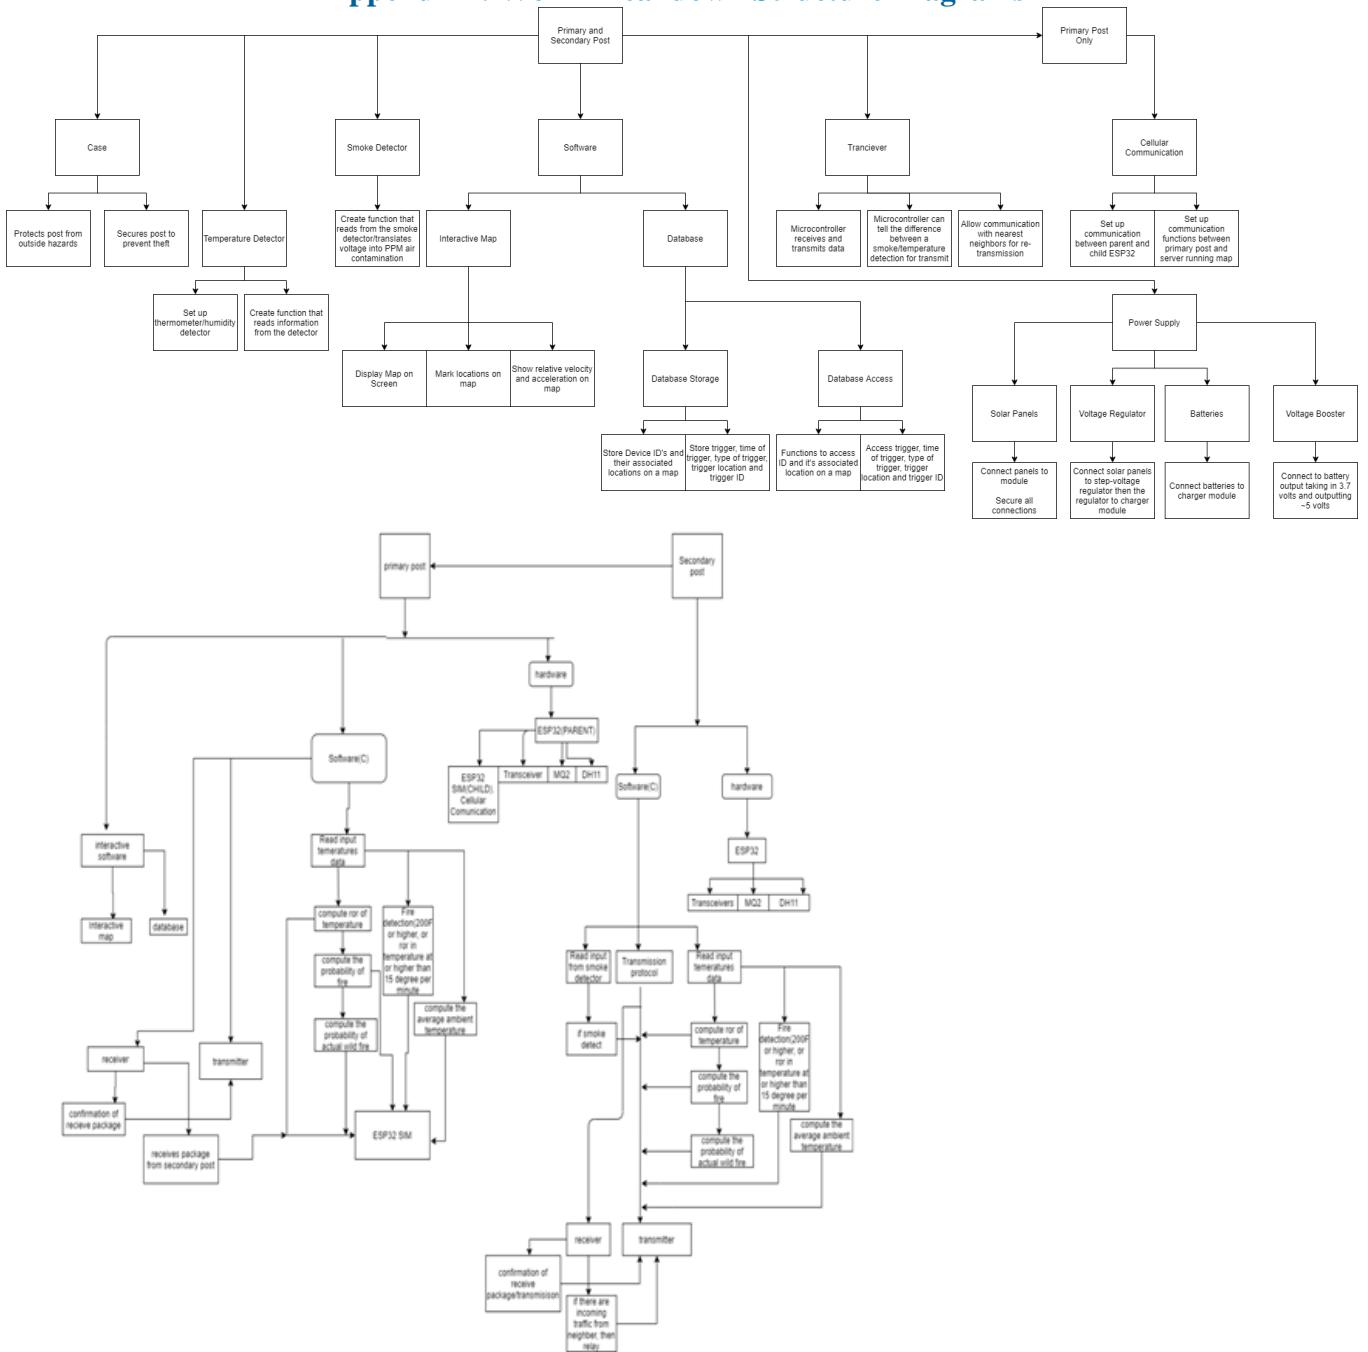 Primary and
Secondary Post
Primary Post
Only
Case
Smoke Detector
Software
Tranciever
Cellular
Communication
Protects post from
outside hazards
Secures post to
prevent theft
Temperature Detector
Create function that
reads from the smoke
detector/translates
voltage into PPM air
contamination
Interactive Map
Database
Microcontroller
receives and
transmits data
Microcontroller can
tell the difference
between a
smoke/temperature
detection for transmit
Allow communication
with nearest
neighbors for re-
transmission
Set up
communication
between parent and
child ESP32
Set up
communication
functions between
primary post and
server running map
Set up
thermometer/humidity
detector
Create function that
reads information
from the detector
Power Supply
Display Map on
Screen
Mark locations on
map
Show relative velocity
and acceleration on
map
Database Storage
Database Access
Solar Panels
Voltage Regulator
Batteries
Voltage Booster
Store Device ID's and
their associated
locations on a map
Store trigger, time of
trigger, type of trigger,
trigger location and
trigger ID
Functions to access
ID and it's associated
location on a map
Access trigger, time
of trigger, type of
trigger, trigger
location and trigger ID
Connect panels to
module
Secure all
connections
Connect solar panels
to step-voltage
regulator then the
regulator to charger
module
Connect batteries to
charger module
Connect to battery
output taking in 3.7
volts and outputting
~5 volts
primary post
Secondary
post
hardware
ESP32(PARENT)
ESP32
SIM(CHILD).
Cellular
Comunication
Transceiver
MQ2
DH11
Software(C)
Software(C)
hardware
interactive
software
Read input
temeratures
data
ESP32
Transceivers
MQ2
DH11
Interactive
map
database
compute ror of
temperature
Fire
detection(200F
or higher, or
ror in
temperature at
or higher than
15 degree per
minute
compute the
probability of
fire
compute the
average ambient
temperature
compute the
probability of
actual wild fire
Read input
from smoke
detector
Transmission
protocol
Read input
temeratures
data
receiver
transmitter
if smoke
detect
compute ror of
temperature
Fire
detection(200F
or higher, or
ror in
temperature at
or higher than
15 degree per
minute
compute the
probability of
fire
confirmation of
recieve package
ESP32 SIM
receives package
from secondary post
compute the
probability of
actual wild fire
compute the
average ambient
temperature
receiver
transmitter
confirmation of
receive
package/transmisison
if there are
incoming
traffic from
neighber, then
relay